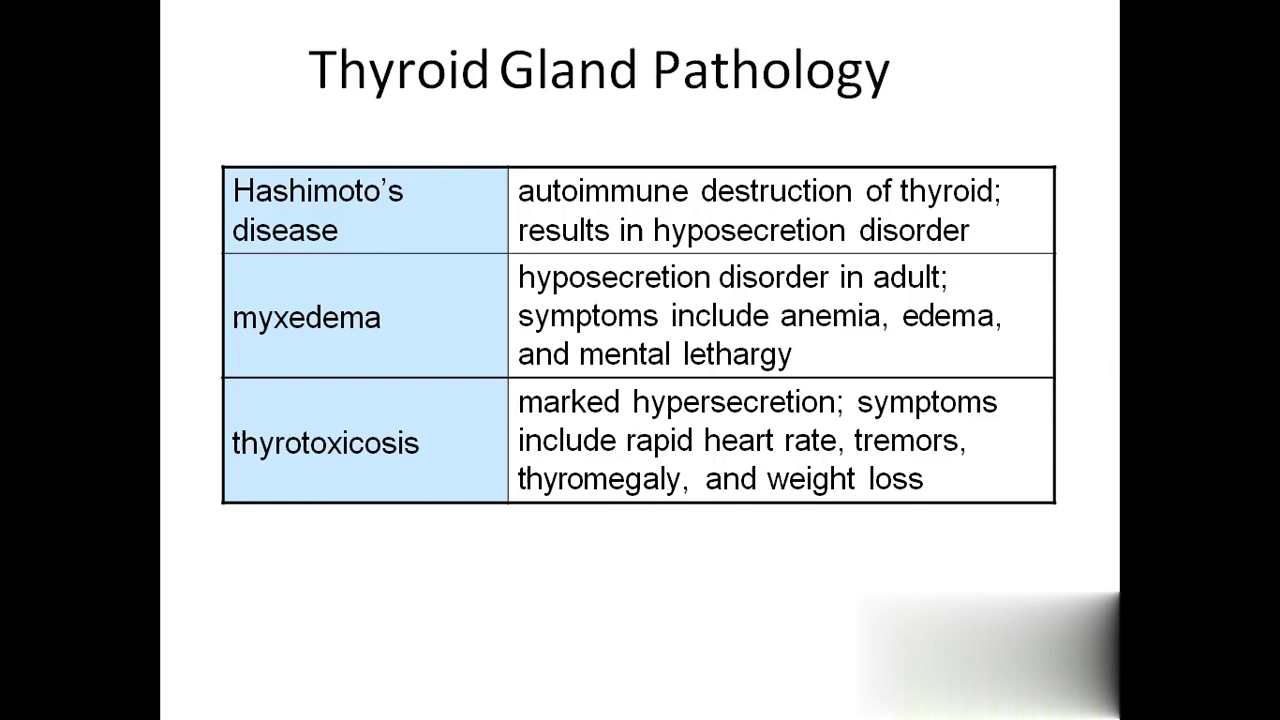 Thyroid Gland Pathology
Hashimoto’s
disease
autoimmune destruction of thyroid;
results in hyposecretion disorder
myxedema
hyposecretion disorder in adult;
symptoms include anemia, edema,
and mental lethargy
thyrotoxicosis
marked hypersecretion; symptoms
include rapid heart rate, tremors,
thyromegaly, and weight loss